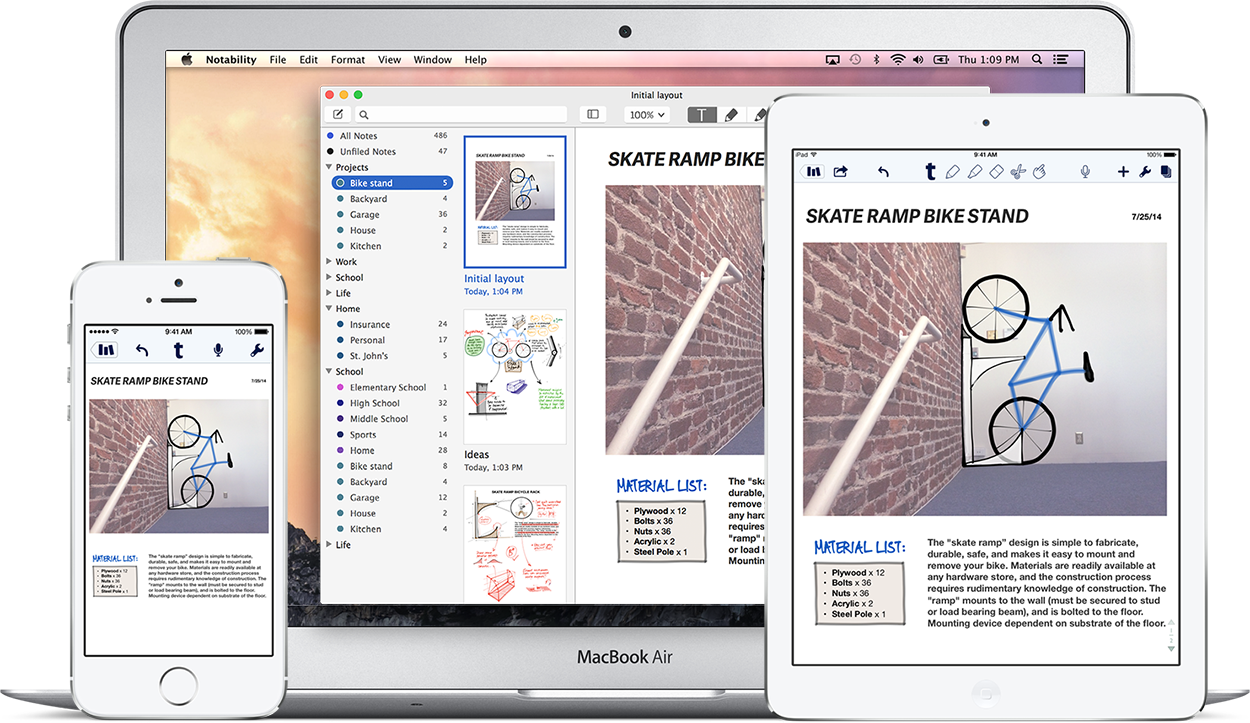 Notability File Edit Format View Window Help
Thu 1:09 PM
Initial layout
100%
T
All Notes 486
Unfiled Notes 47
Projects
Bike stand 5
Backyard 4
Garage 36
House 2
Kitchen 2
Work
School
Life
Home
Insurance 24
Personal 17
St. John's 5
School
Elementary School 1
High School 32
Middle School 5
Sports 14
Home 28
Bike stand 8
Backyard 4
Garage 12
House 2
Kitchen 2
Life
SKATE RAMP BIKE STAND
Initial layout
Today, 1:04 PM
Ideas
Today, 1:03 PM
SKATE RAMP BICYCLE RACK
SKATE RAMP BIKE
MATERIAL LIST:
• Plywood x 12
• Bolts x 36
• Nuts x 36
• Acrylic x 2
• Steel Pole x 1
The "ska
durable,
remove y
any hard
requires
"ramp" m
or load b
Mounting
MacBook Air
iPad 9:41 AM 100%
t
SKATE RAMP BIKE STAND 7/25/14
MATERIAL LIST:
• Plywood x 12
• Bolts x 36
• Nuts x 36
• Acrylic x 2
• Steel Pole x 1
The "skate ramp" design is simple to fabricate,
durable, safe, and makes it easy to mount and
remove your bike. Materials are readily available at
any hardware store, and the construction process
requires rudimentary knowledge of construction. The
"ramp" mounts to the wall (must be secured to stud
or load bearing beam), and is bolted to the floor.
Mounting device dependent on substrate of the floor.
1
2
9:41 AM 100%
t
SKATE RAMP BIKE STAND 7/25/14
MATERIAL LIST:
• Plywood x 12
• Bolts x 36
• Nuts x 36
• Acrylic x 2
• Steel Pole x 1
The "skate ramp" design is simple to fabricate,
durable, safe, and makes it easy to mount and
remove your bike. Materials are readily available at
any hardware store, and the construction process
requires rudimentary knowledge of construction. The
"ramp" mounts to the wall (must be secured to stud
or load bearing beam), and is bolted to the floor.
Mounting device dependent on substrate of the floor.